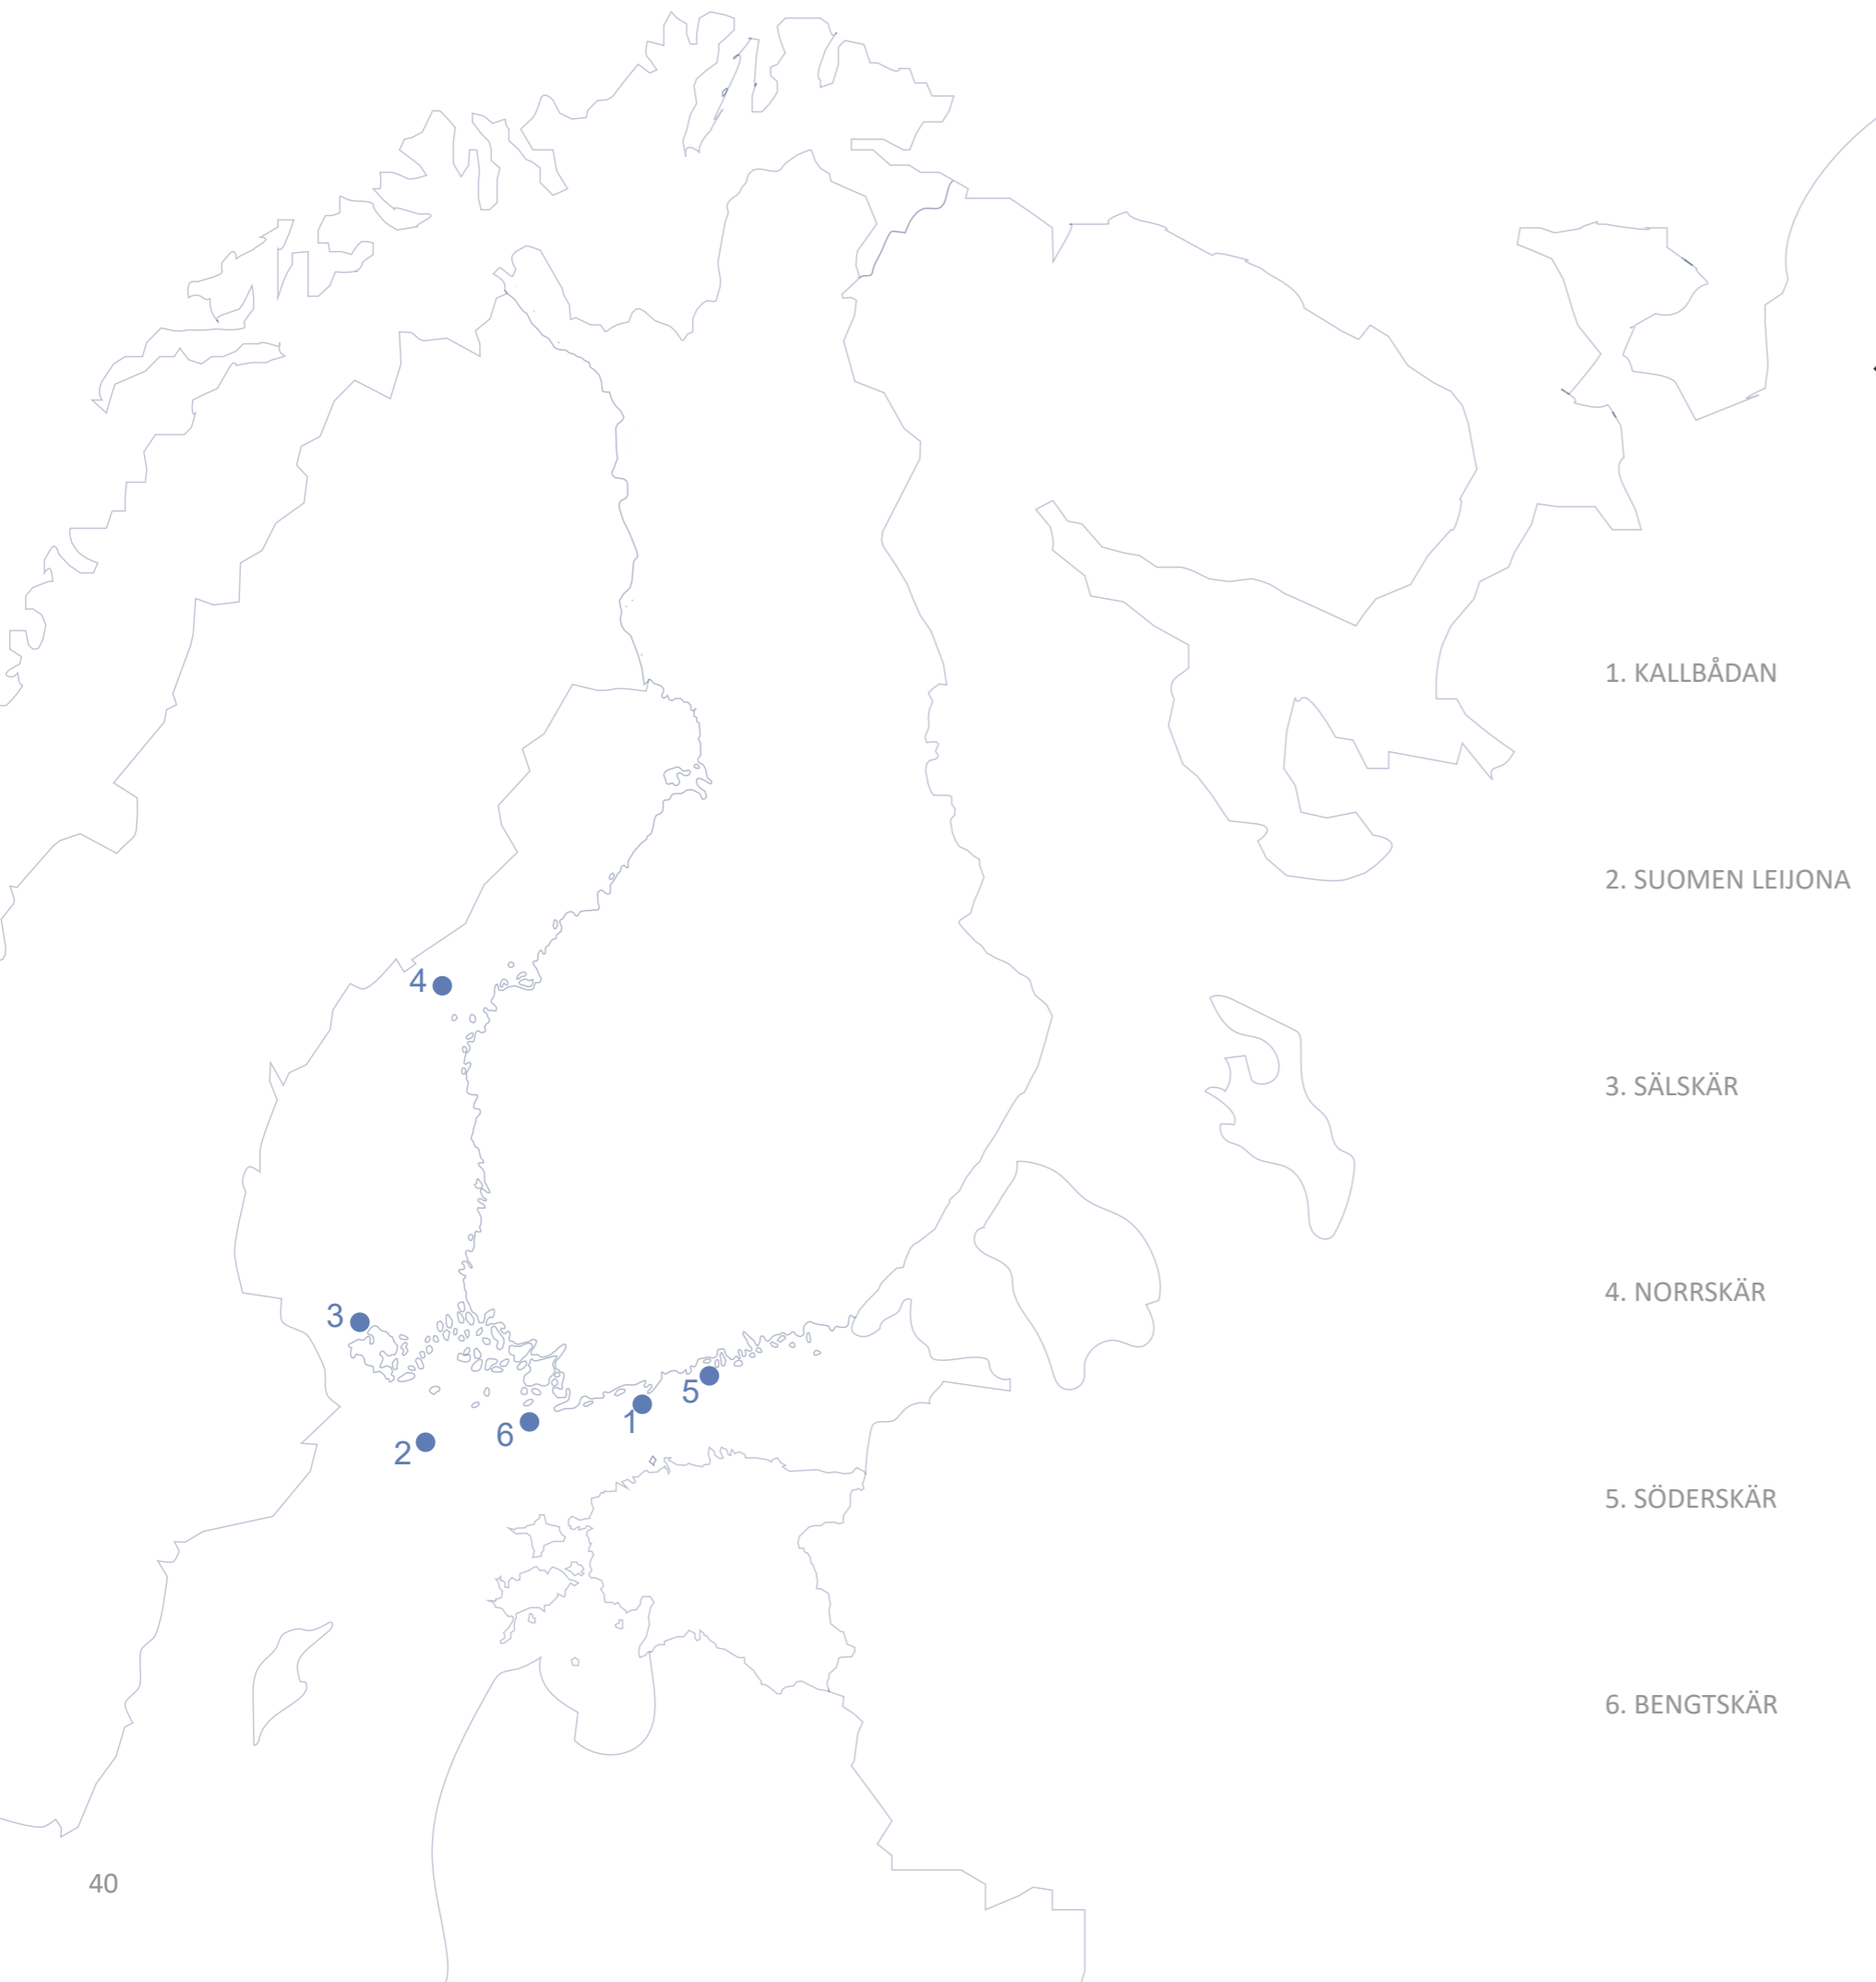 1. KALLBÅDAN
2. SUOMEN LEIJONA
4
3. SÄLSKÄR
4. NORRSKÄR
3
5
1
6
2
5. SÖDERSKÄR
6. BENGTSKÄR
40